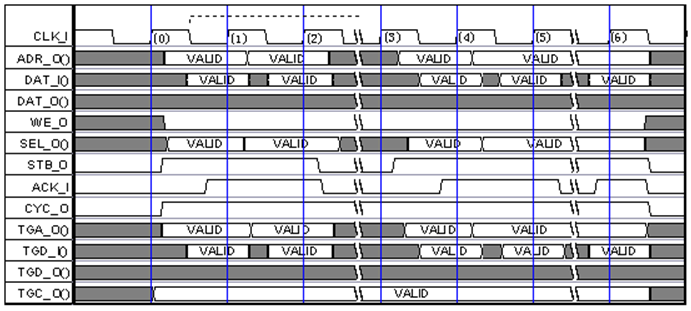 CLK_I (0) (1) (2) (3) (4) (5) (6)
ADR_O() VALID VALID VALID VALID
DAT_I() VALID VALID VALID VALID VALID
DAT_O()
WE_O
SEL_O() VALID VALID VALID VALID
STB_O
ACK_I
CYC_O
TGA_O() VALID VALID VALID VALID
TGD_I() VALID VALID VALID VALID VALID
TGD_O()
TGC_O() VALID